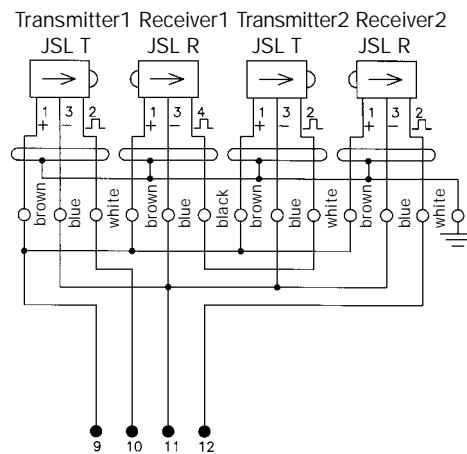 Transmitter1 Receiver1 Transmitter2 Receiver2
JSL T JSL R JSL T JSL R
1 3 2 1 3 4 1 3 2 1 3 2
+ − + − + − + −
brown blue white brown blue black brown blue white brown blue white
9 10 11 12